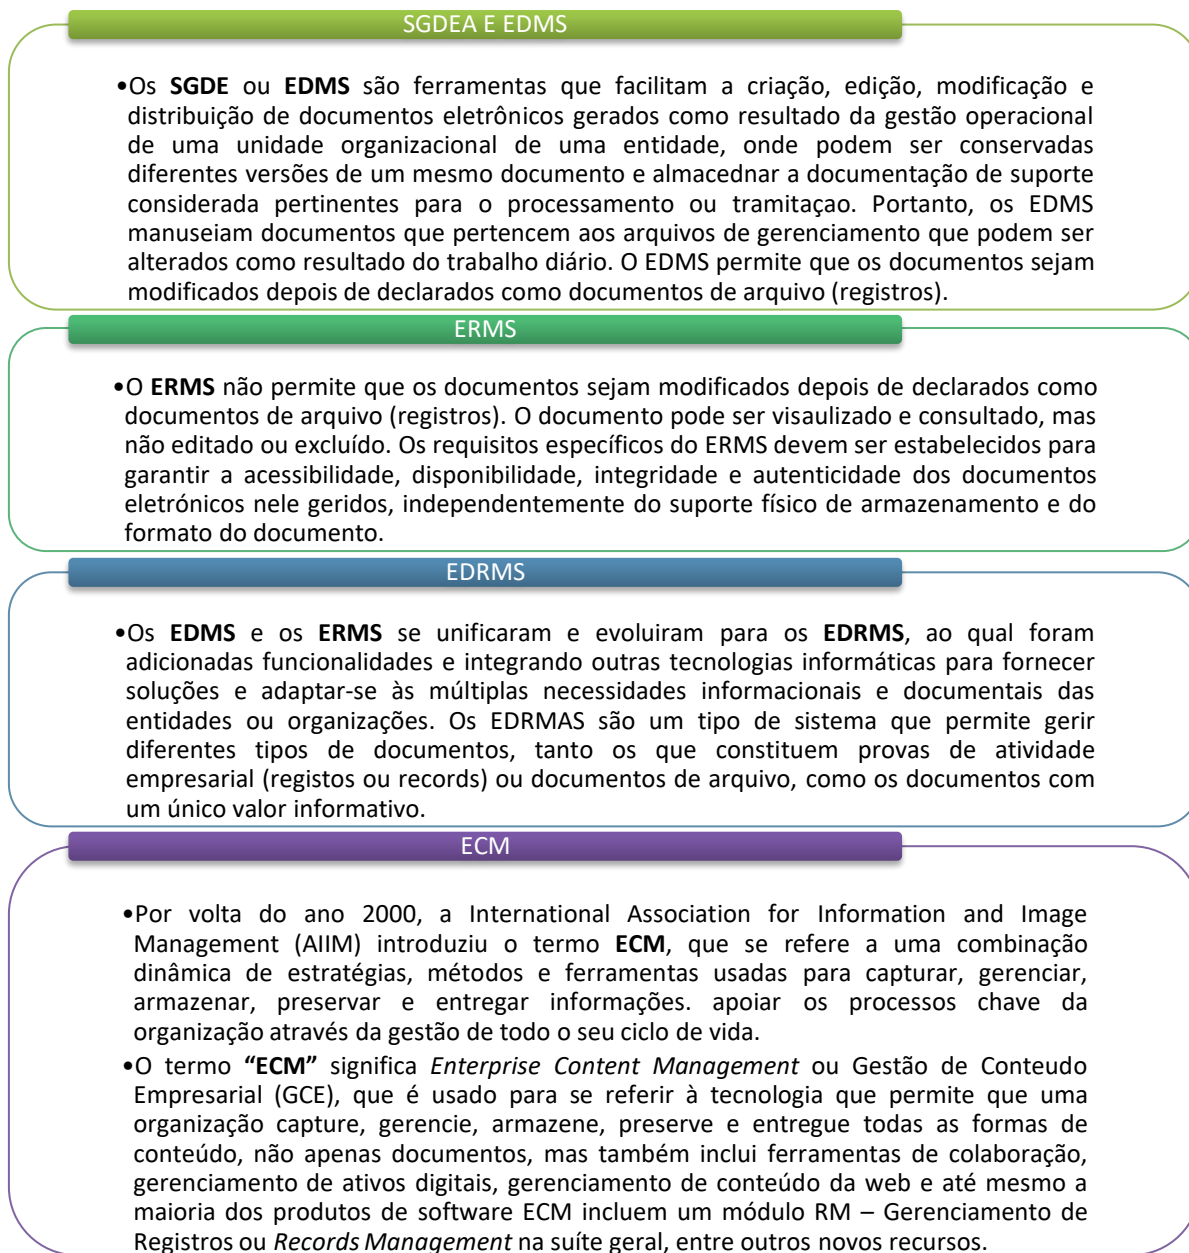 SGDEA E EDMS
•Os SGDE ou EDMS são ferramentas que facilitam a criação, edição, modificação e
distribuição de documentos eletrônicos gerados como resultado da gestão operacional
de uma unidade organizacional de uma entidade, onde podem ser conservadas
diferentes versões de um mesmo documento e almacednar a documentação de suporte
considerada pertinentes para o processamento ou tramitaçao. Portanto, os EDMS
manuseiam documentos que pertencem aos arquivos de gerenciamento que podem ser
alterados como resultado do trabalho diário. O EDMS permite que os documentos sejam
modificados depois de declarados como documentos de arquivo (registros).
ERMS
•O ERMS não permite que os documentos sejam modificados depois de declarados como
documentos de arquivo (registros). O documento pode ser visaulizado e consultado, mas
não editado ou excluído. Os requisitos específicos do ERMS devem ser estabelecidos para
garantir a acessibilidade, disponibilidade, integridade e autenticidade dos documentos
eletrónicos nele geridos, independentemente do suporte físico de armazenamento e do
formato do documento.
EDRMS
•Os EDMS e os ERMS se unificaram e evoluiram para os EDRMS, ao qual foram
adicionadas funcionalidades e integrando outras tecnologias informáticas para fornecer
soluções e adaptar-se às múltiplas necessidades informacionais e documentais das
entidades ou organizações. Os EDRMAS são um tipo de sistema que permite gerir
diferentes tipos de documentos, tanto os que constituem provas de atividade
empresarial (registos ou records) ou documentos de arquivo, como os documentos com
um único valor informativo.
ECM
•Por volta do ano 2000, a International Association for Information and Image
Management (AIIM) introduziu o termo ECM, que se refere a uma combinação
dinâmica de estratégias, métodos e ferramentas usadas para capturar, gerenciar,
armazenar, preservar e entregar informações. apoiar os processos chave da
organização através da gestão de todo o seu ciclo de vida.
•O termo “ECM” significa Enterprise Content Management ou Gestão de Conteudo
Empresarial (GCE), que é usado para se referir à tecnologia que permite que uma
organização capture, gerencie, armazene, preserve e entregue todas as formas de
conteúdo, não apenas documentos, mas também inclui ferramentas de colaboração,
gerenciamento de ativos digitais, gerenciamento de conteúdo da web e até mesmo a
maioria dos produtos de software ECM incluem um módulo RM – Gerenciamento de
Registros ou Records Management na suíte geral, entre outros novos recursos.